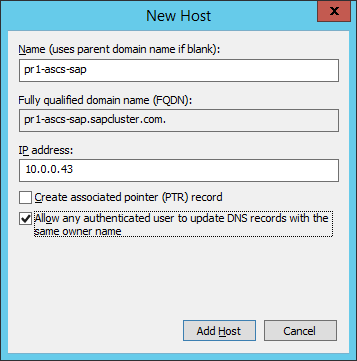 New Host
x
Name (uses parent domain name if blank):
pr1-ascs-sap
Fully qualified domain name (FQDN):
pr1-ascs-sap.sapcluster.com.
IP address:
10.0.0.43
Create associated pointer (PTR) record
Allow any authenticated user to update DNS records with the
same owner name
Add Host
Cancel